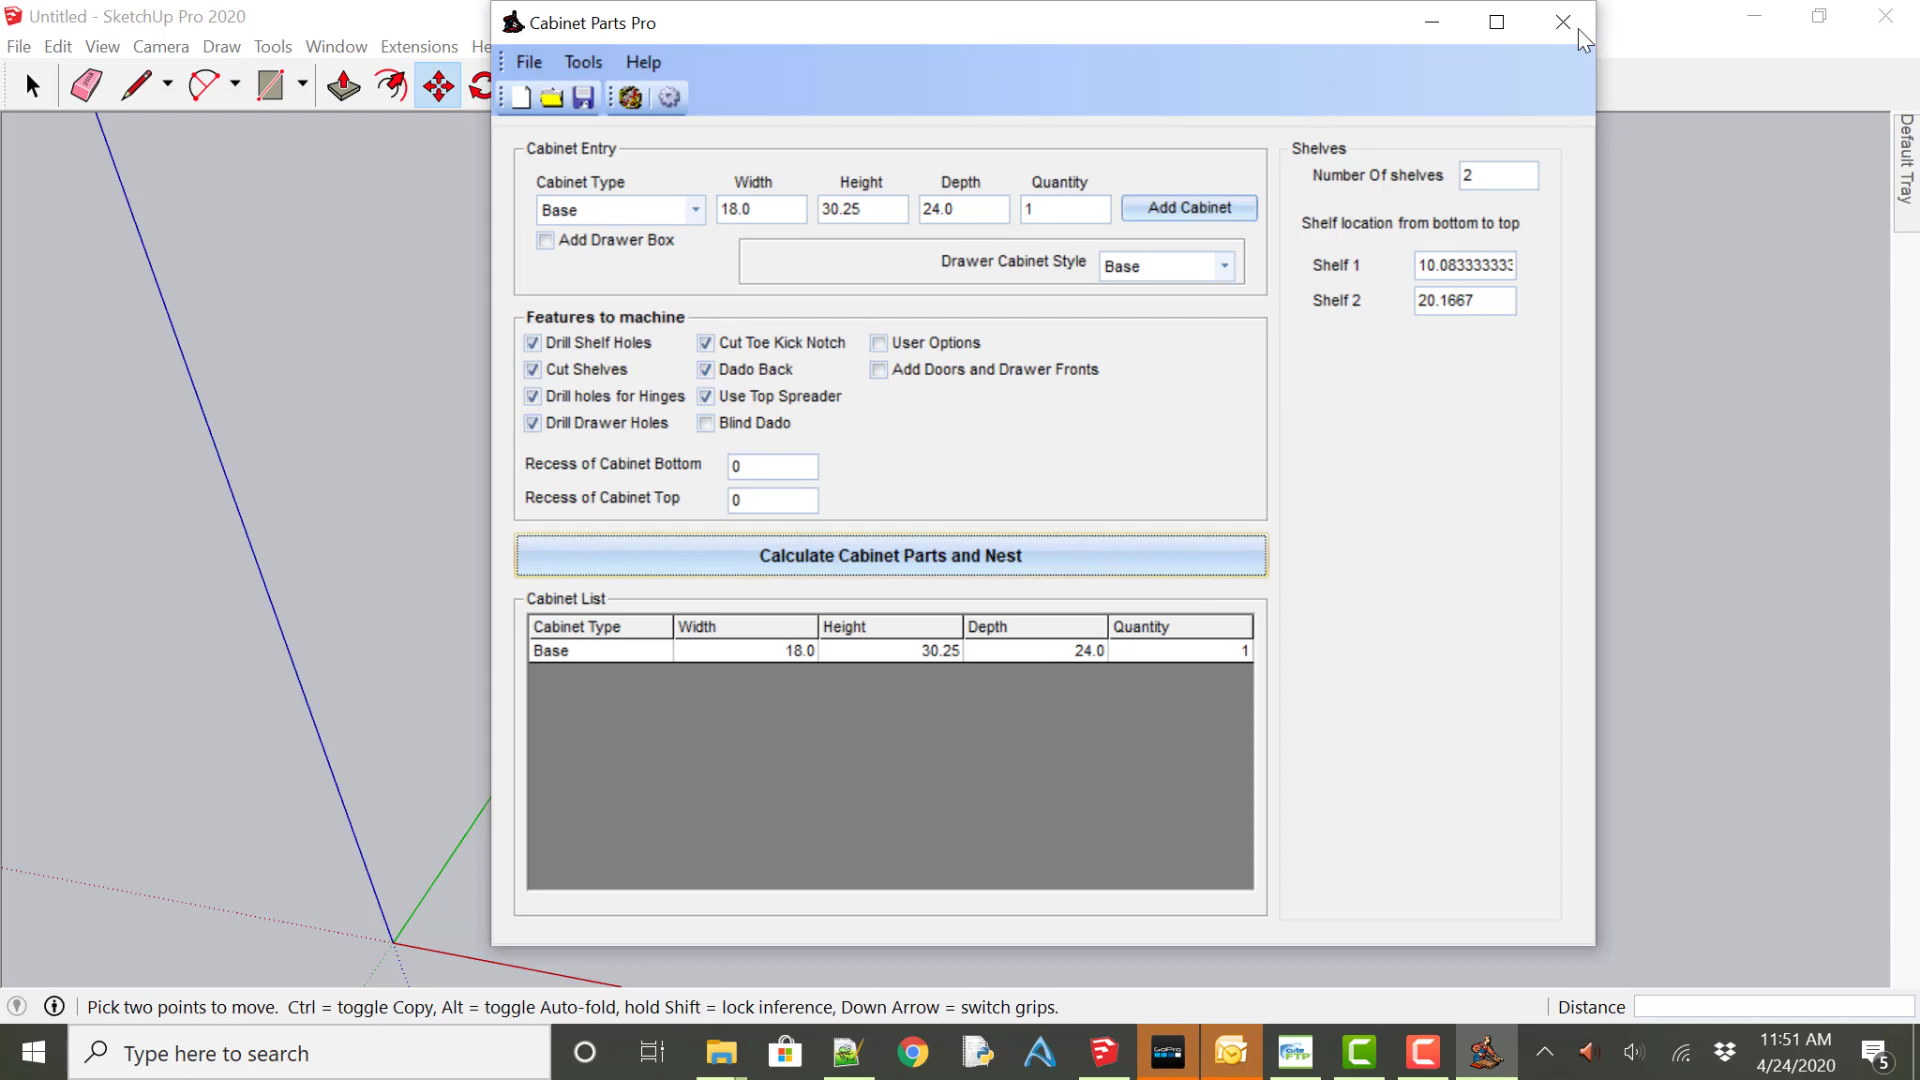 Untitled - SketchUp Pro 2020
File Edit View Camera Draw Tools Window Extensions He
Cabinet Parts Pro
File Tools Help
Default Tray
Cabinet Entry
Cabinet Type Width Height Depth Quantity
Base 18.0 30.25 24.0 1 Add Cabinet
Add Drawer Box
Drawer Cabinet Style Base
Shelves
Number Of shelves 2
Shelf location from bottom to top
Shelf 1 10.083333333
Shelf 2 20.1667
Features to machine
Drill Shelf Holes Cut Toe Kick Notch User Options
Cut Shelves Dado Back Add Doors and Drawer Fronts
Drill holes for Hinges Use Top Spreader
Drill Drawer Holes Blind Dado
Recess of Cabinet Bottom 0
Recess of Cabinet Top 0
Calculate Cabinet Parts and Nest
Cabinet List
Cabinet Type Width Height Depth Quantity
Base 18.0 30.25 24.0 1
Pick two points to move. Ctrl = toggle Copy, Alt = toggle Auto-fold, hold Shift = lock inference, Down Arrow = switch grips.
Distance
Type here to search
GoPro
cute FTP
11:51 AM
4/24/2020
5